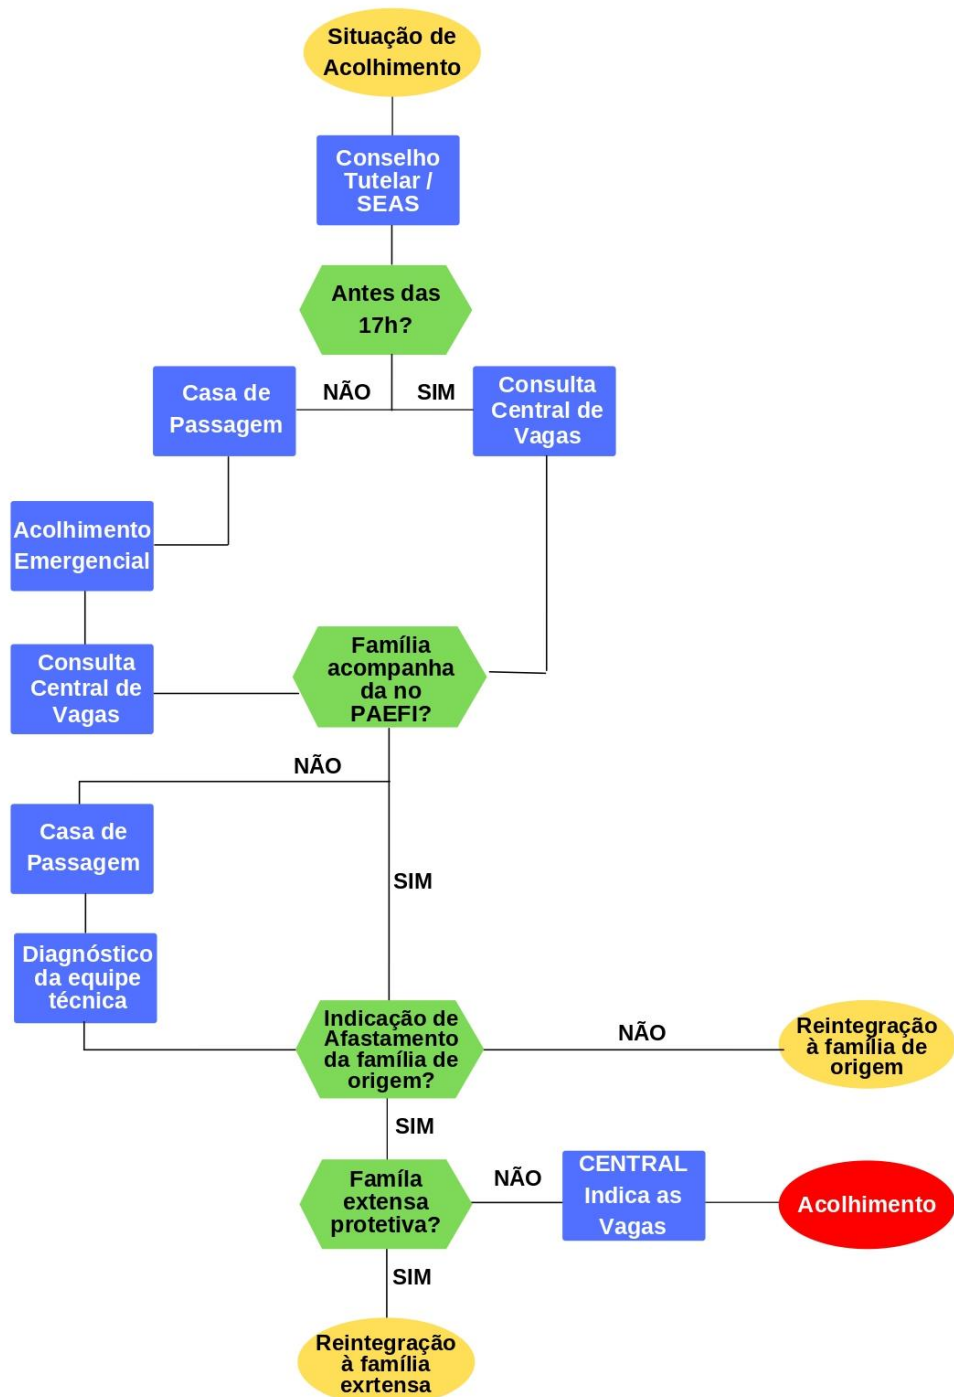 Situação de
Acolhimento
Conselho
Tutelar /
SEAS
Antes das
17h?
Casa de
Passagem
NÃO
SIM
Consulta
Central de
Vagas
Acolhimento
Emergencial
Consulta
Central de
Vagas
Família
acompanha
da no
PAEFI?
NÃO
Casa de
Passagem
SIM
Diagnóstico
da equipe
técnica
Indicação de
Afastamento
da família de
origem?
NÃO
Reintegração
à família de
origem
SIM
Famíla
extensa
protetiva?
NÃO
CENTRAL
Indica as
Vagas
Acolhimento
SIM
Reintegração
à família
exrtensa